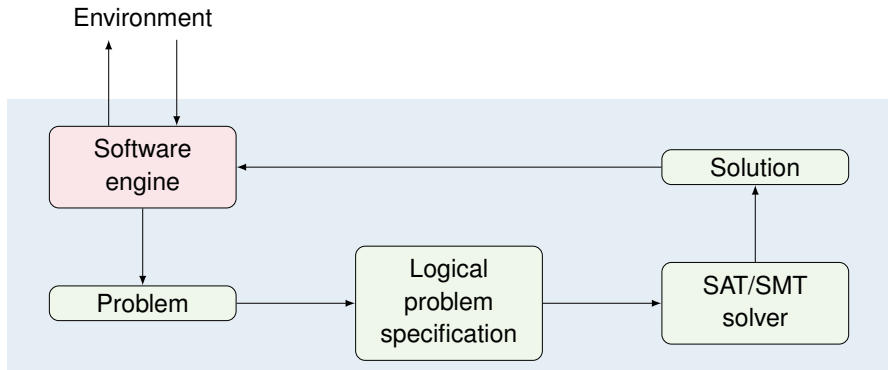 Environment
Software
engine
Solution
Problem
Logical
problem
specification
SAT/SMT
solver